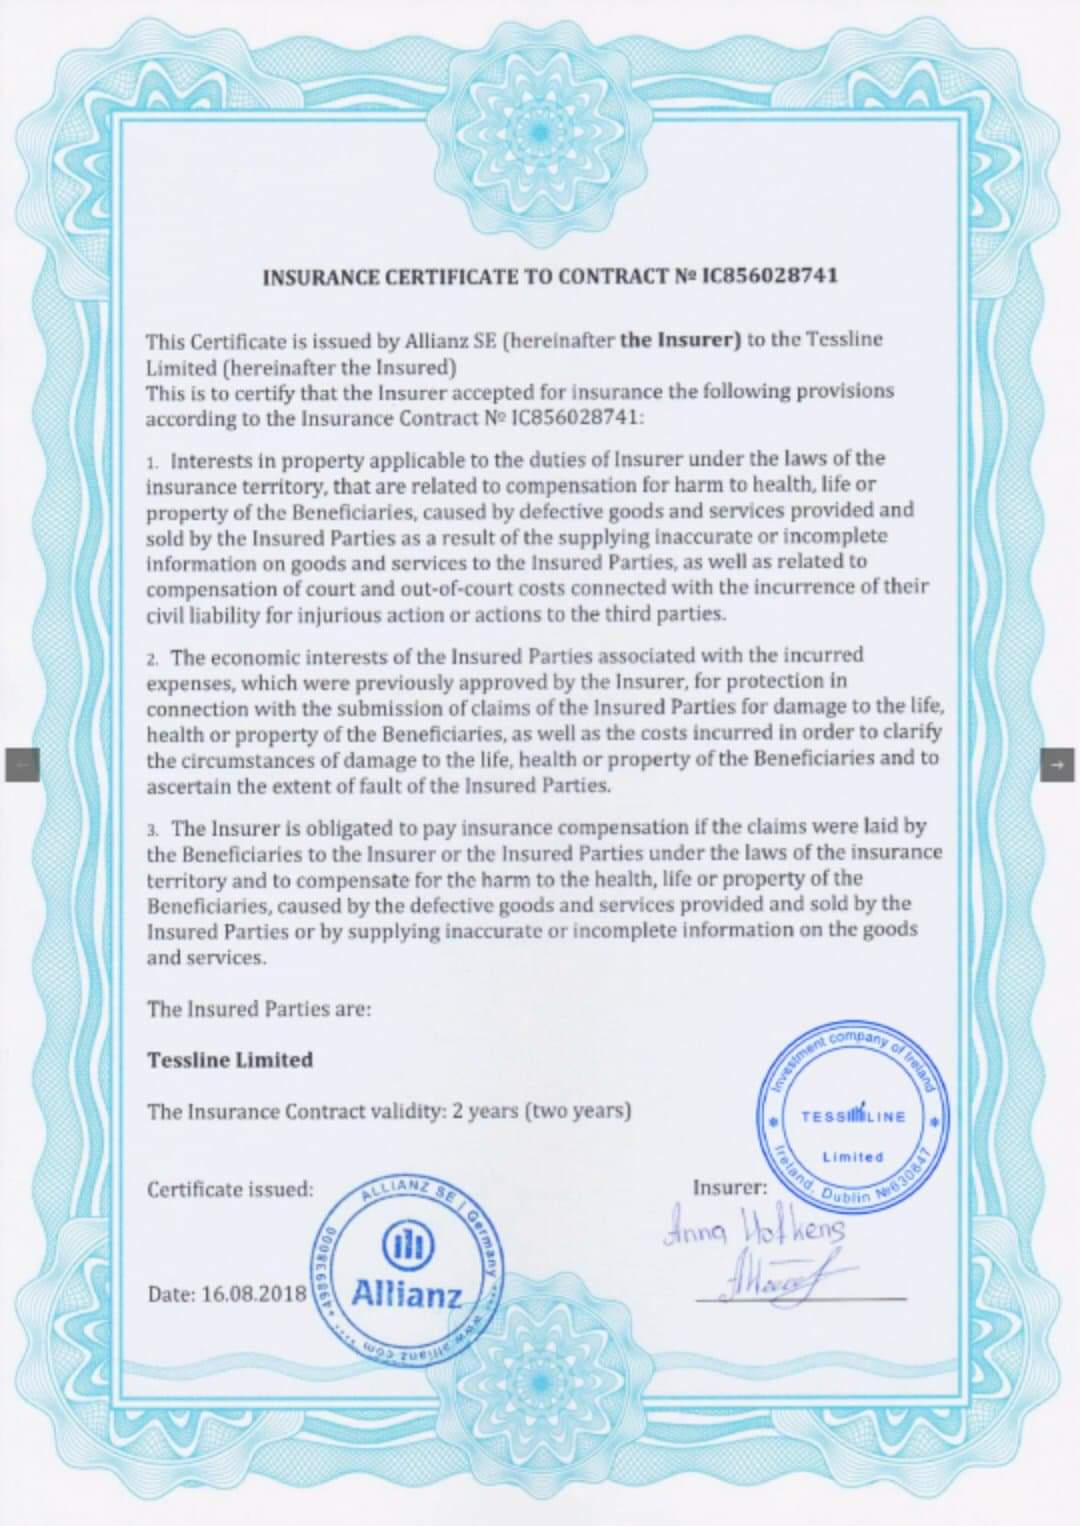 INSURANCE CERTIFICATE TO CONTRACT № IC856028741
This Certificate is issued by Allianz SE (hereinafter the Insurer) to the Tessline
Limited (hereinafter the Insured)
This is to certify that the Insurer accepted for insurance the following provisions
according to the Insurance Contract № IC856028741:
1. Interests in property applicable to the duties of Insurer under the laws of the
insurance territory, that are related to compensation for harm to health, life or
property of the Beneficiaries, caused by defective goods and services provided and
sold by the Insured Parties as a result of the supplying inaccurate or incomplete
information on goods and services to the Insured Parties, as well as related to
compensation of court and out-of-court costs connected with the incurrence of their
civil liability for injurious action or actions to the third parties.
2. The economic interests of the Insured Parties associated with the incurred
expenses, which were previously approved by the Insurer, for protection in
connection with the submission of claims of the Insured Parties for damage to the life,
health or property of the Beneficiaries, as well as the costs incurred in order to clarify
the circumstances of damage to the life, health or property of the Beneficiaries and to
ascertain the extent of fault of the Insured Parties.
3. The Insurer is obligated to pay insurance compensation if the claims were laid by
the Beneficiaries to the Insurer or the Insured Parties under the laws of the insurance
territory and to compensate for the harm to the health, life or property of the
Beneficiaries, caused by the defective goods and services provided and sold by the
Insured Parties or by supplying inaccurate or incomplete information on the goods
and services.
The Insured Parties are:
Tessline Limited
The Insurance Contract validity: 2 years (two years)
Investment company of Ireland
TESSLINE
Limited
Ireland, Dublin №630847
Certificate issued:
Insurer:
ALLIANZ SE | Germany
Allianz
www.allianz.com
+498938000
Anna Hofkens
Date: 16.08.2018